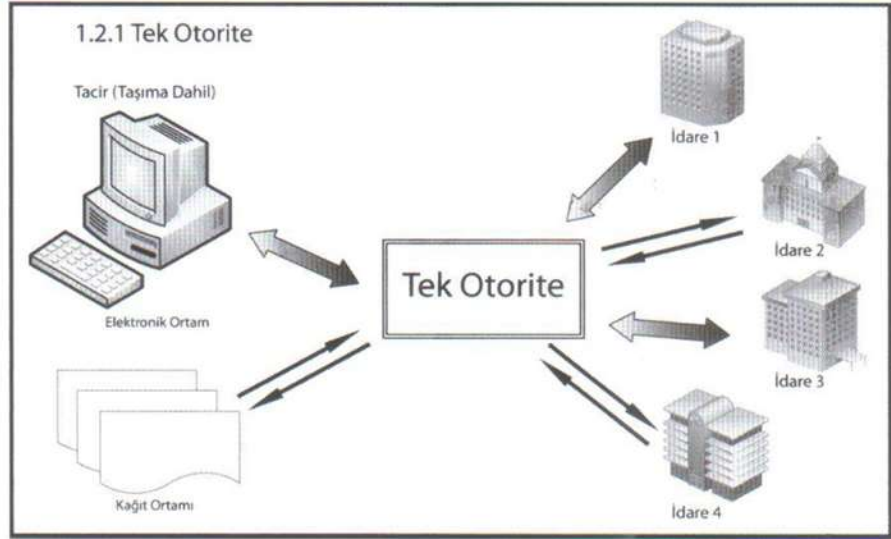 1.2.1 Tek Otorite
Tacir (Taşıma Dahil)
Elektronik Ortam
Kağıt Ortamı
Tek Otorite
İdare 1
İdare 2
İdare 3
İdare 4